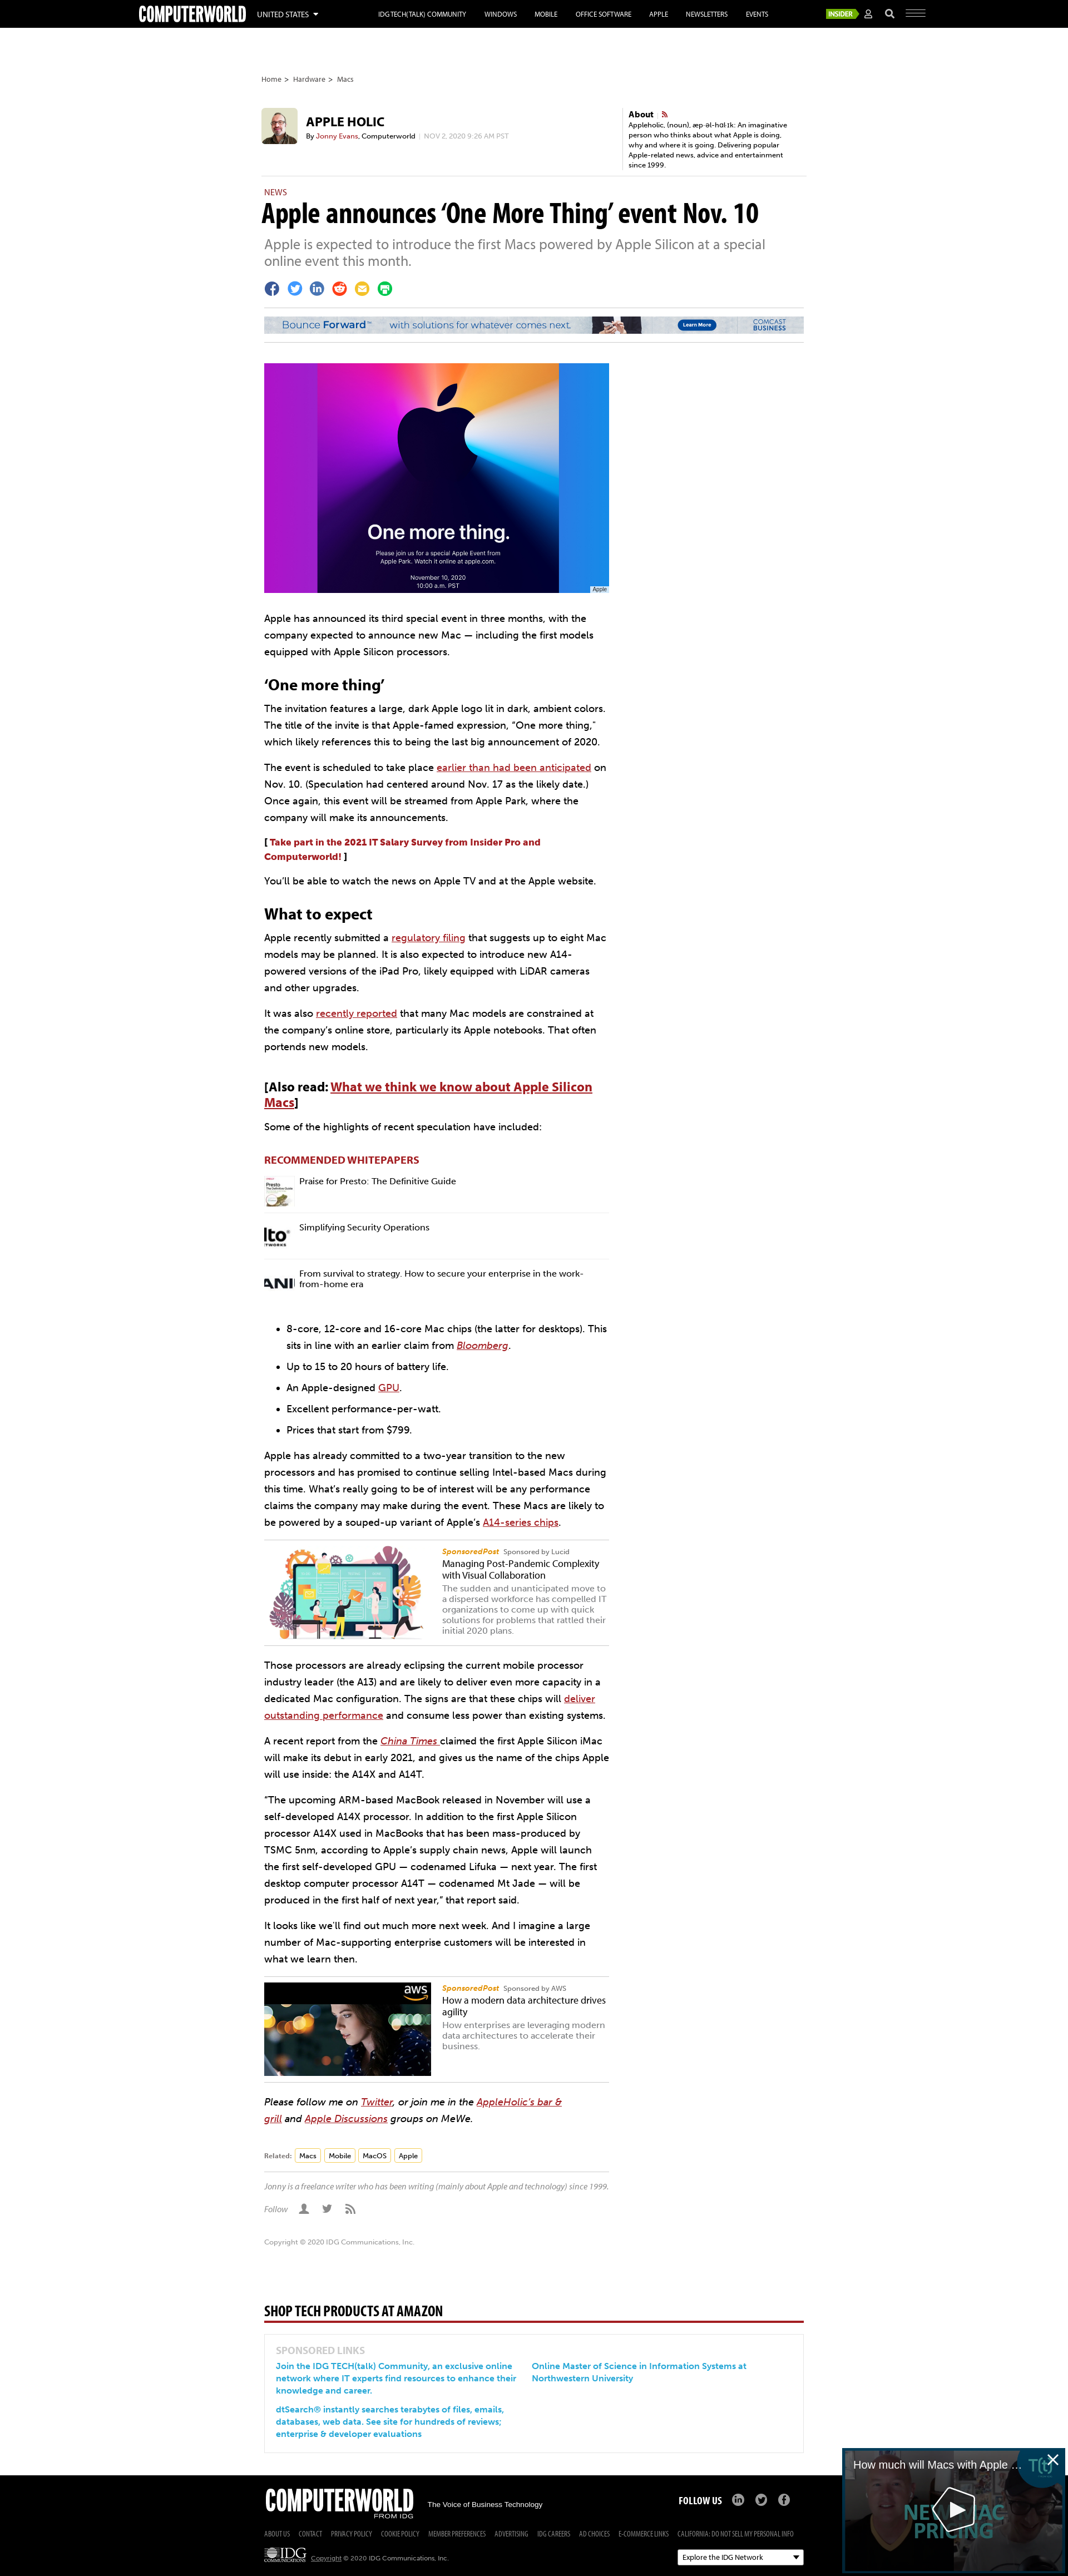 COMPUTERWORLD
UNITED STATES
IDG TECH(TALK) COMMUNITY
WINDOWS
MOBILE
OFFICE SOFTWARE
APPLE
NEWSLETTERS
EVENTS
INSIDER
Home > Hardware > Macs
APPLE HOLIC
By Jonny Evans, Computerworld | NOV 2, 2020 9:26 AM PST
About
Appleholic, (noun), æp·əl-hɑl·ɪk: An imaginative
person who thinks about what Apple is doing,
why and where it is going. Delivering popular
Apple-related news, advice and entertainment
since 1999.
NEWS
Apple announces ‘One More Thing’ event Nov. 10
Apple is expected to introduce the first Macs powered by Apple Silicon at a special
online event this month.
Bounce Forward™ with solutions for whatever comes next.
Learn More
COMCAST
BUSINESS
One more thing.
Please join us for a special Apple Event from
Apple Park. Watch it online at apple.com.
November 10, 2020
10:00 a.m. PST
Apple
Apple has announced its third special event in three months, with the
company expected to announce new Mac — including the first models
equipped with Apple Silicon processors.
‘One more thing’
The invitation features a large, dark Apple logo lit in dark, ambient colors.
The title of the invite is that Apple-famed expression, “One more thing,”
which likely references this to being the last big announcement of 2020.
The event is scheduled to take place earlier than had been anticipated on
Nov. 10. (Speculation had centered around Nov. 17 as the likely date.)
Once again, this event will be streamed from Apple Park, where the
company will make its announcements.
[ Take part in the 2021 IT Salary Survey from Insider Pro and
Computerworld! ]
You’ll be able to watch the news on Apple TV and at the Apple website.
What to expect
Apple recently submitted a regulatory filing that suggests up to eight Mac
models may be planned. It is also expected to introduce new A14-
powered versions of the iPad Pro, likely equipped with LiDAR cameras
and other upgrades.
It was also recently reported that many Mac models are constrained at
the company’s online store, particularly its Apple notebooks. That often
portends new models.
[Also read: What we think we know about Apple Silicon
Macs]
Some of the highlights of recent speculation have included:
RECOMMENDED WHITEPAPERS
Praise for Presto: The Definitive Guide
Simplifying Security Operations
From survival to strategy. How to secure your enterprise in the work-
from-home era
• 8-core, 12-core and 16-core Mac chips (the latter for desktops). This
sits in line with an earlier claim from Bloomberg.
• Up to 15 to 20 hours of battery life.
• An Apple-designed GPU.
• Excellent performance-per-watt.
• Prices that start from $799.
Apple has already committed to a two-year transition to the new
processors and has promised to continue selling Intel-based Macs during
this time. What’s really going to be of interest will be any performance
claims the company may make during the event. These Macs are likely to
be powered by a souped-up variant of Apple’s A14-series chips.
SponsoredPost Sponsored by Lucid
Managing Post-Pandemic Complexity
with Visual Collaboration
The sudden and unanticipated move to
a dispersed workforce has compelled IT
organizations to come up with quick
solutions for problems that rattled their
initial 2020 plans.
Those processors are already eclipsing the current mobile processor
industry leader (the A13) and are likely to deliver even more capacity in a
dedicated Mac configuration. The signs are that these chips will deliver
outstanding performance and consume less power than existing systems.
A recent report from the China Times claimed the first Apple Silicon iMac
will make its debut in early 2021, and gives us the name of the chips Apple
will use inside: the A14X and A14T.
“The upcoming ARM-based MacBook released in November will use a
self-developed A14X processor. In addition to the first Apple Silicon
processor A14X used in MacBooks that has been mass-produced by
TSMC 5nm, according to Apple’s supply chain news, Apple will launch
the first self-developed GPU — codenamed Lifuka — next year. The first
desktop computer processor A14T — codenamed Mt Jade — will be
produced in the first half of next year,” that report said.
It looks like we'll find out much more next week. And I imagine a large
number of Mac-supporting enterprise customers will be interested in
what we learn then.
aws
SponsoredPost Sponsored by AWS
How a modern data architecture drives
agility
How enterprises are leveraging modern
data architectures to accelerate their
business.
Please follow me on Twitter, or join me in the AppleHolic’s bar &
grill and Apple Discussions groups on MeWe.
Related: Macs Mobile MacOS Apple
Jonny is a freelance writer who has been writing (mainly about Apple and technology) since 1999.
Follow
Copyright © 2020 IDG Communications, Inc.
SHOP TECH PRODUCTS AT AMAZON
SPONSORED LINKS
Join the IDG TECH(talk) Community, an exclusive online
network where IT experts find resources to enhance their
knowledge and career.
dtSearch® instantly searches terabytes of files, emails,
databases, web data. See site for hundreds of reviews;
enterprise & developer evaluations
Online Master of Science in Information Systems at
Northwestern University
How much will Macs with Apple …
T(t)
PRICING
COMPUTERWORLD
FROM IDG
The Voice of Business Technology
FOLLOW US
ABOUT US
CONTACT
PRIVACY POLICY
COOKIE POLICY
MEMBER PREFERENCES
ADVERTISING
IDG CAREERS
AD CHOICES
E-COMMERCE LINKS
CALIFORNIA: DO NOT SELL MY PERSONAL INFO
IDG
COMMUNICATIONS
Copyright © 2020 IDG Communications, Inc.
Explore the IDG Network